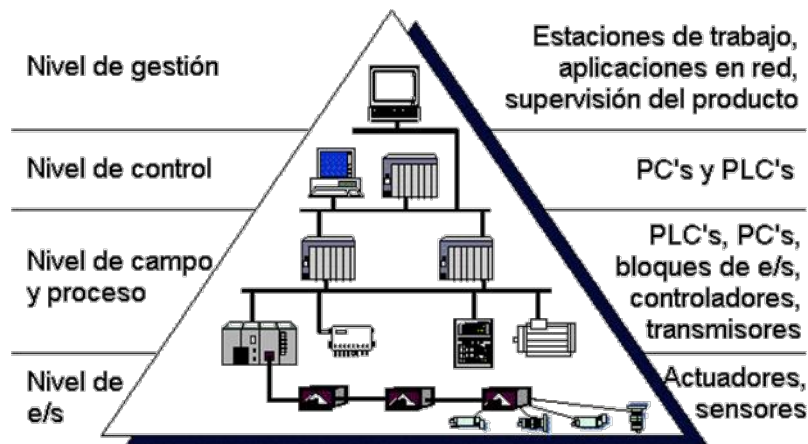 Nivel de gestión
Estaciones de trabajo,
aplicaciones en red,
supervisión del producto
Nivel de control
PC's y PLC's
Nivel de campo
y proceso
PLC's, PC's,
bloques de e/s,
controladores,
transmisores
Nivel de
e/s
Actuadores,
sensores